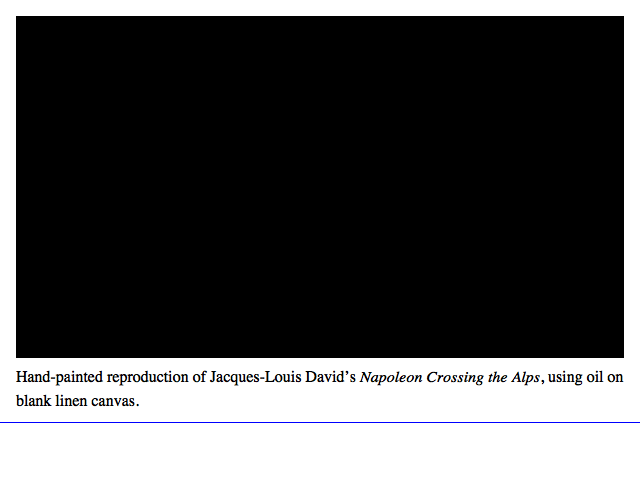 Hand-painted reproduction of Jacques-Louis David’s Napoleon Crossing the Alps, using oil on
blank linen canvas.